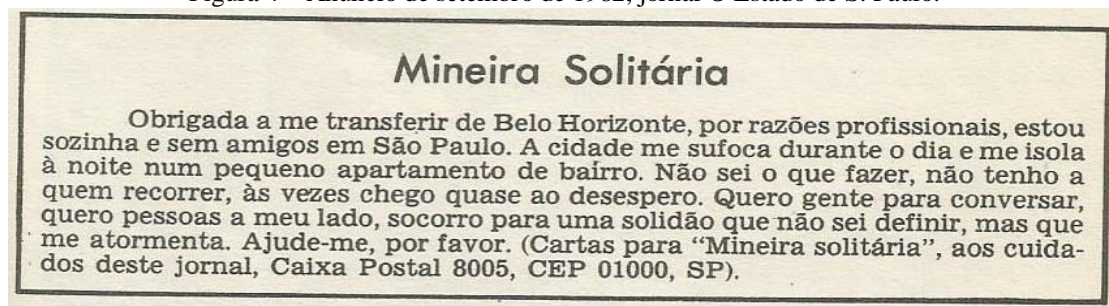 Mineira Solitária
Obrigada a me transferir de Belo Horizonte, por razões profissionais, estou
sozinha e sem amigos em São Paulo. A cidade me sufoca durante o dia e me isola
à noite num pequeno apartamento de bairro. Não sei o que fazer, não tenho a
quem recorrer, às vezes chego quase ao desespero. Quero gente para conversar,
quero pessoas a meu lado, socorro para uma solidão que não sei definir, mas que
me atormenta. Ajude-me, por favor. (Cartas para “Mineira solitária”, aos cuida-
dos deste jornal, Caixa Postal 8005, CEP 01000, SP).